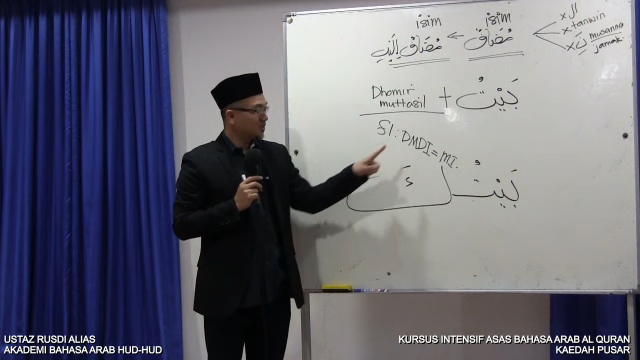 isim isim ال x
x tanwin
مُضَافٌ إِلَيْهِ ← مُضَافٌ x نَ musanna
jamak
Dhomir
muttasil + بَيْتُ
Sy: DMDI = MI.
بَيْتُ
USTAZ RUSDI ALIAS
AKADEMI BAHASA ARAB HUD-HUD
KURSUS INTENSIF ASAS BAHASA ARAB AL QURAN
KAEDAH PUSAR